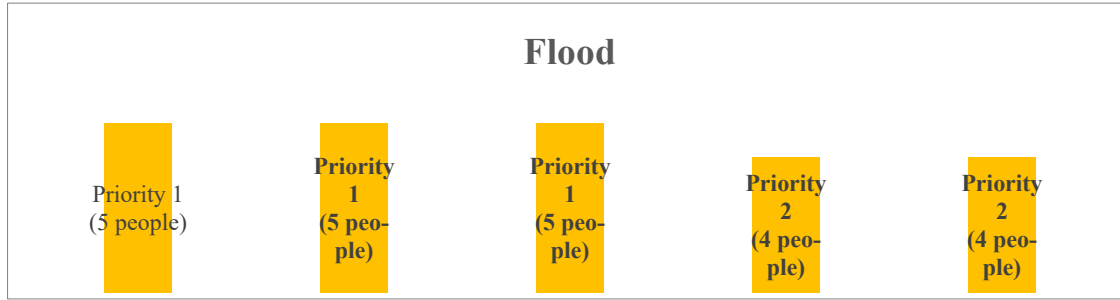 Flood
Priority 1
(5 people)
Priority
1
(5 peo-
ple)
Priority
1
(5 peo-
ple)
Priority
2
(4 peo-
ple)
Priority
2
(4 peo-
ple)